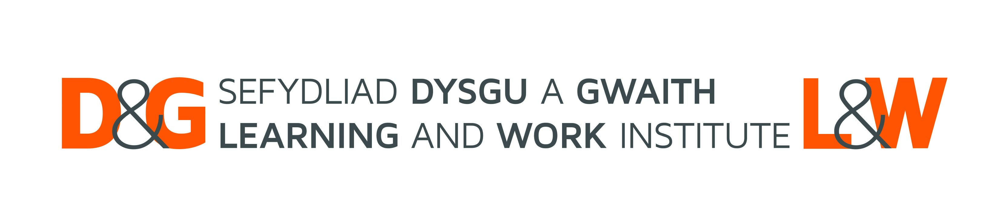 D&G
SEFYDLIAD DYSGU A GWAITH
LEARNING AND WORK INSTITUTE
L&W